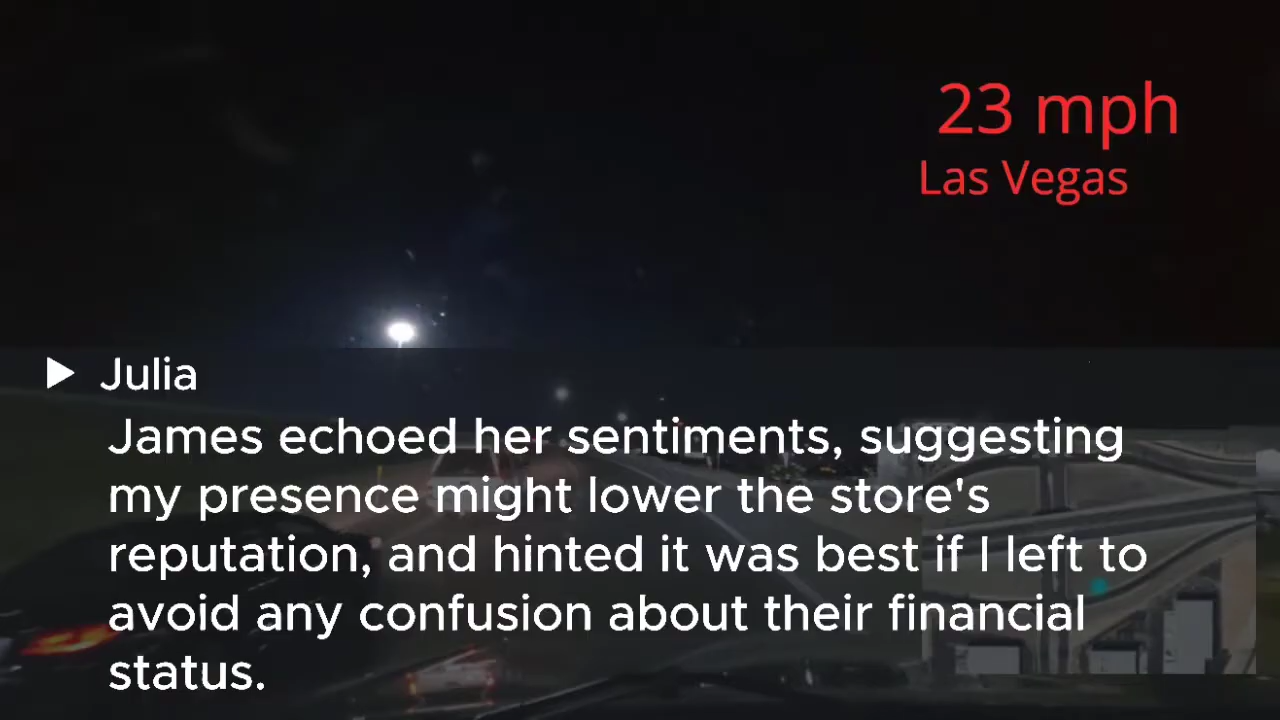 23 mph
Las Vegas
Julia
James echoed her sentiments, suggesting
my presence might lower the store's
reputation, and hinted it was best if I left to
avoid any confusion about their financial
status.